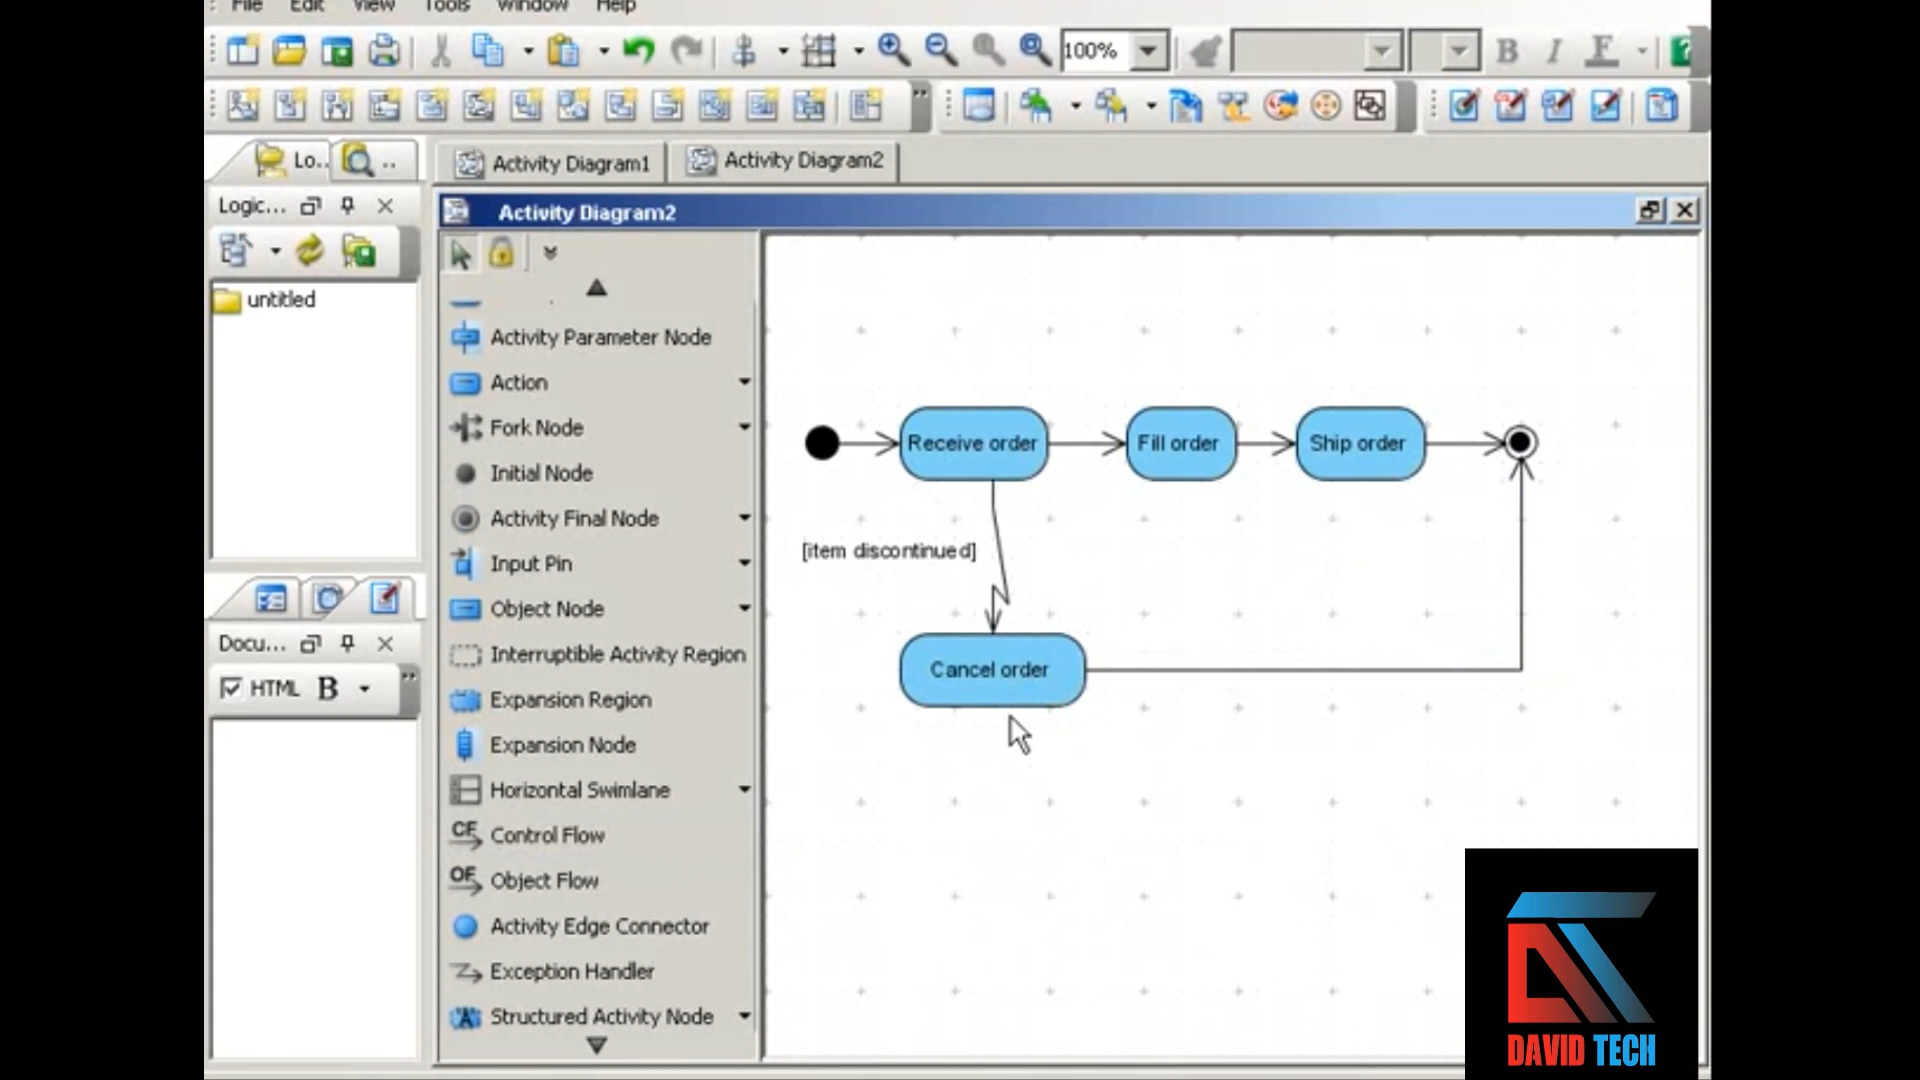 File Edit View Tools Window Help
100% B I F
Lo.. ..
Activity Diagram1 Activity Diagram2
Logic...
Activity Diagram2
untitled
Activity Parameter Node
Action
Fork Node
Initial Node
Activity Final Node
Input Pin
Object Node
Interruptible Activity Region
Expansion Region
Expansion Node
Horizontal Swimlane
CF Control Flow
OF Object Flow
Activity Edge Connector
Exception Handler
Structured Activity Node
Docu...
HTML B
Receive order Fill order Ship order
[item discontinued]
Cancel order
DAVID TECH